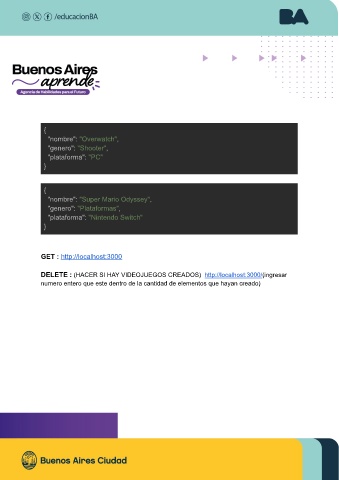 /educacionBA
BA
Buenos Aires
aprende
Agencia de Habilidades para el Futuro
{
"nombre": "Overwatch",
"genero": "Shooter",
"plataforma": "PC"
}
{
"nombre": "Super Mario Odyssey",
"genero": "Plataformas",
"plataforma": "Nintendo Switch"
}
GET : http://localhost:3000
DELETE : (HACER SI HAY VIDEOJUEGOS CREADOS) http://localhost:3000/(ingresar
numero entero que este dentro de la cantidad de elementos que hayan creado)
Buenos Aires Ciudad